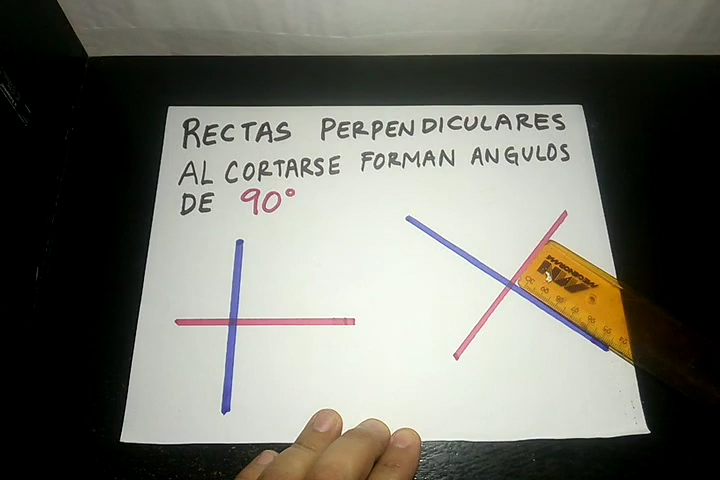 RECTAS PERPENDICULARES
AL CORTARSE FORMAN ANGULOS
DE 90°